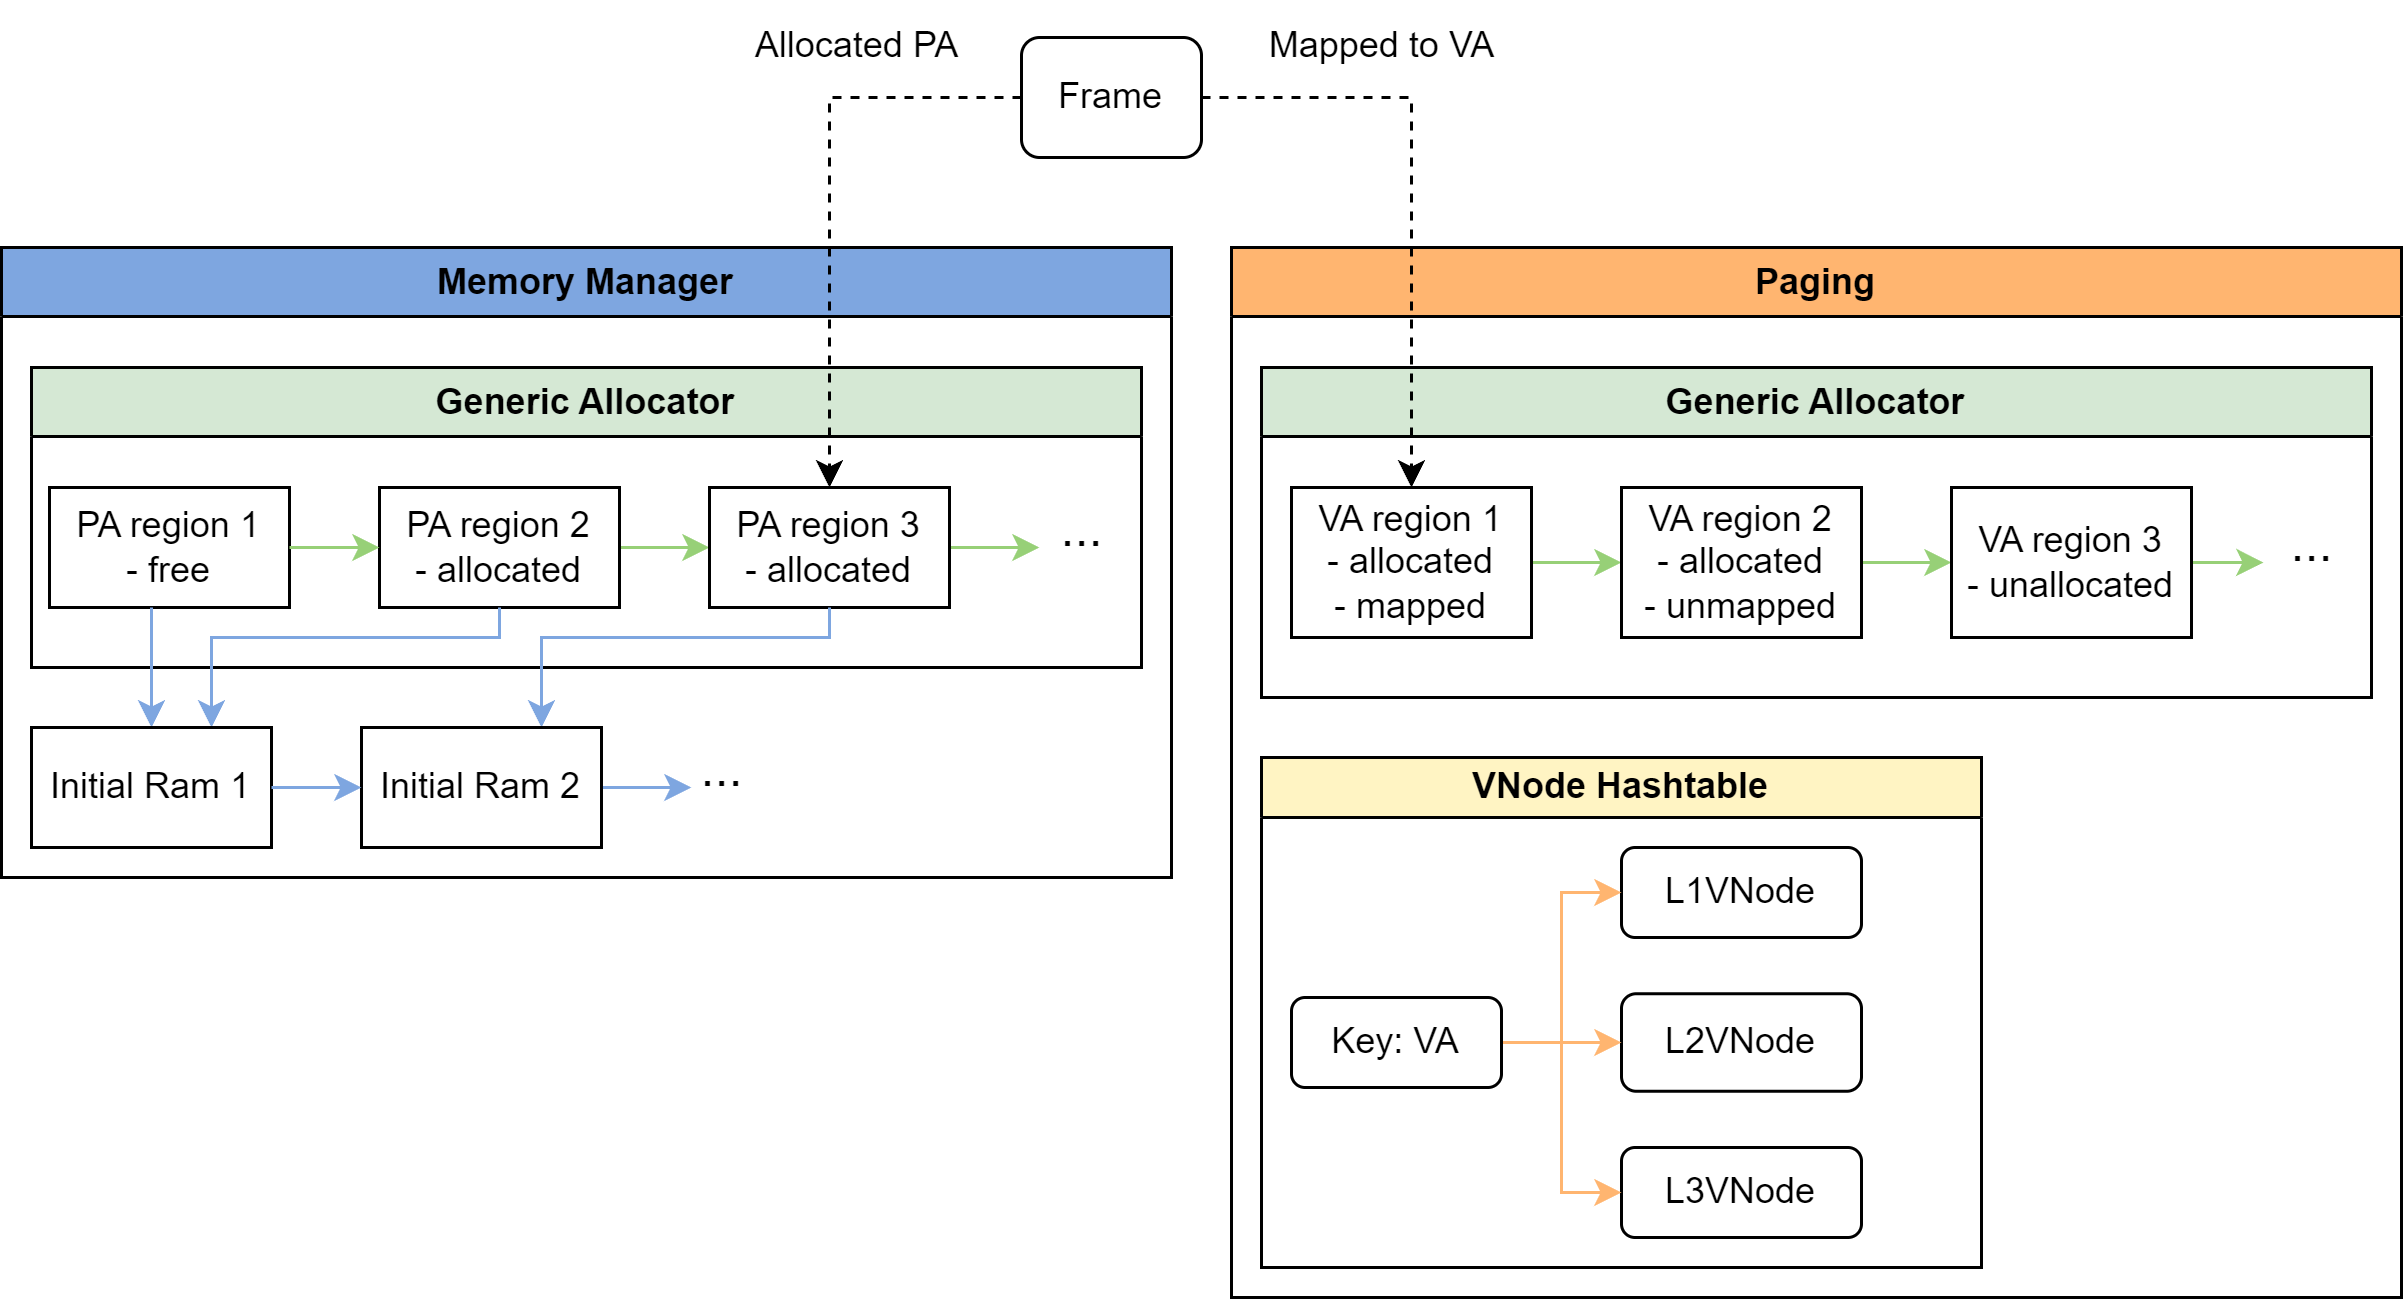 Allocated PA
Frame
Mapped to VA
Memory Manager
Generic Allocator
PA region 1
- free
PA region 2
- allocated
PA region 3
- allocated
...
Initial Ram 1
Initial Ram 2
...
Paging
Generic Allocator
VA region 1
- allocated
- mapped
VA region 2
- allocated
- unmapped
VA region 3
- unallocated
...
VNode Hashtable
Key: VA
L1VNode
L2VNode
L3VNode